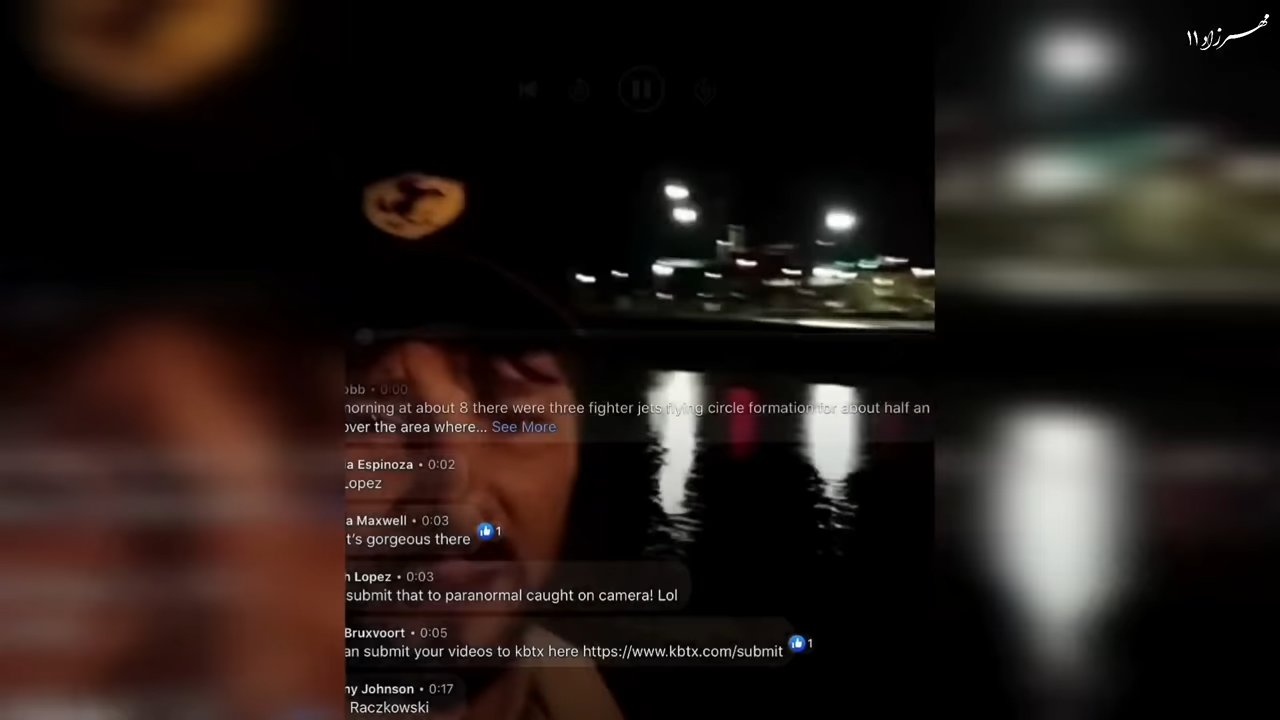 مهرزاد ۱۱
obb • 0:00
morning at about 8 there were three fighter jets flying circle formation for about half an
over the area where... See More
a Espinoza • 0:02
Lopez
a Maxwell • 0:03
t's gorgeous there 1
h Lopez • 0:03
submit that to paranormal caught on camera! Lol
Bruxvoort • 0:05
an submit your videos to kbtx here https://www.kbtx.com/submit 1
ny Johnson • 0:17
Raczkowski